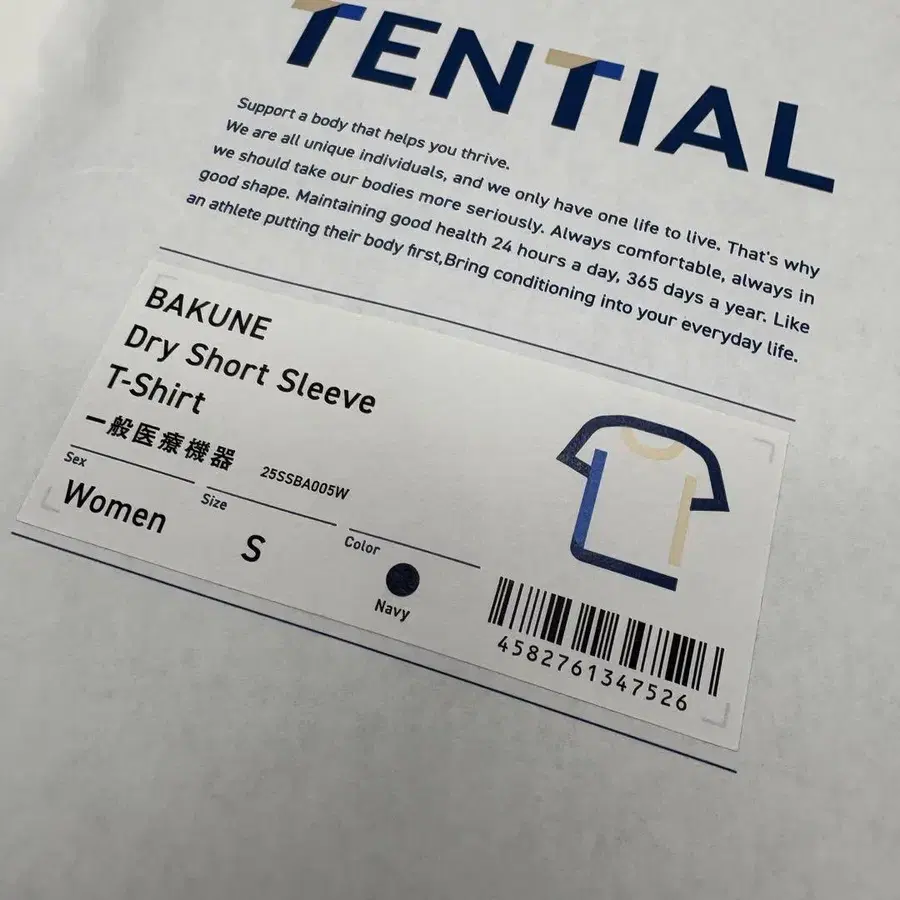 TENTIAL
Support a body that helps you thrive.
We are all unique individuals, and we only have one life to live. That's why
we should take our bodies more seriously. Always comfortable, always in
good shape. Maintaining good health 24 hours a day, 365 days a year. Like
an athlete putting their body first,Bring conditioning into your everyday life.
BAKUNE
Dry Short Sleeve
T-Shirt
一般医療機器
25SSBA005W
Sex
Women
Size
S
Color
Navy
4582761347526